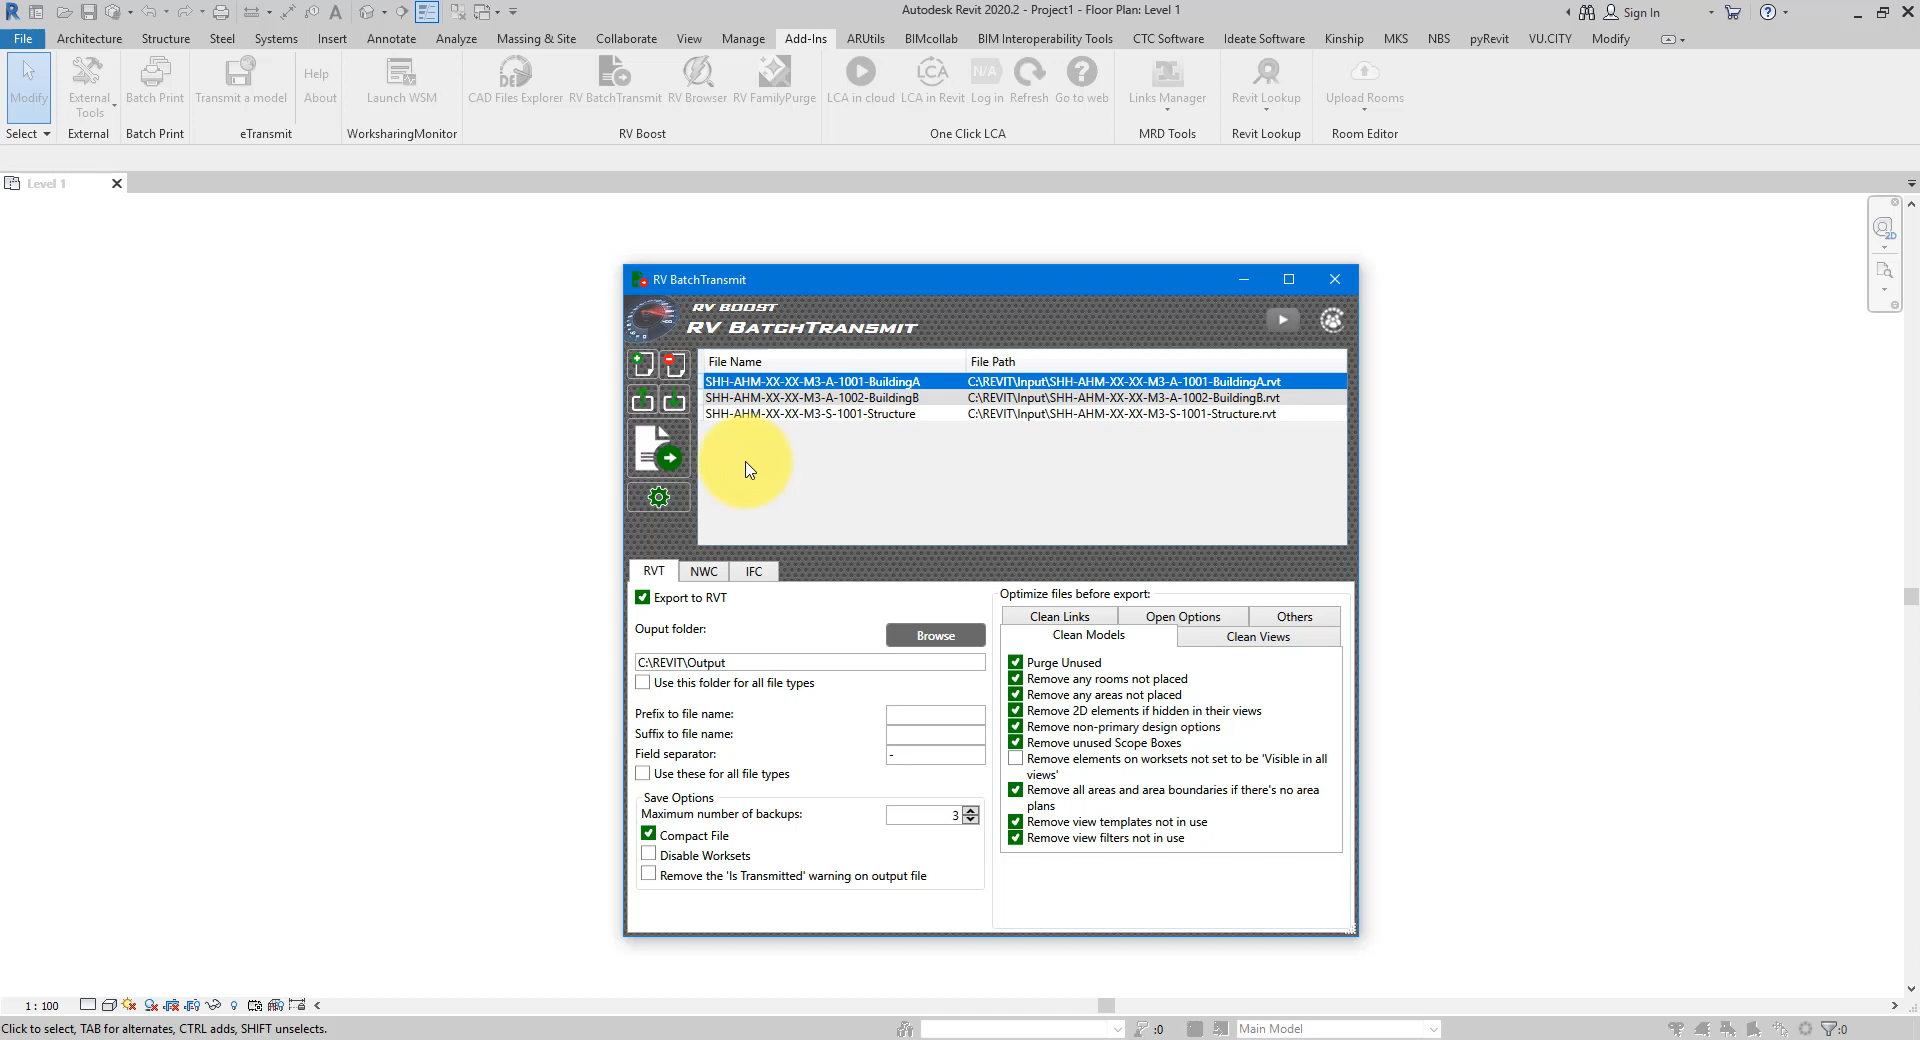 Autodesk Revit 2020.2 - Project1 - Floor Plan: Level 1
Sign In
File Architecture Structure Steel Systems Insert Annotate Analyze Massing & Site Collaborate View Manage Add-Ins ARUtils BIMcollab BIM Interoperability Tools CTC Software Ideate Software Kinship MKS NBS pyRevit VU.CITY Modify
Modify
External Tools
Batch Print
Transmit a model
Help
About
Launch WSM
CAD Files Explorer
RV BatchTransmit
RV Browser
RV FamilyPurge
LCA in cloud
LCA in Revit
Log in
Refresh
Go to web
Links Manager
Revit Lookup
Upload Rooms
Select External Batch Print eTransmit WorksharingMonitor RV Boost One Click LCA MRD Tools Revit Lookup Room Editor
Level 1
2D
RV BatchTransmit
RV BOOST
RV BATCHTRANSMIT
File Name File Path
SHH-AHM-XX-XX-M3-A-1001-BuildingA C:\REVIT\Input\SHH-AHM-XX-XX-M3-A-1001-BuildingA.rvt
SHH-AHM-XX-XX-M3-A-1002-BuildingB C:\REVIT\Input\SHH-AHM-XX-XX-M3-A-1002-BuildingB.rvt
SHH-AHM-XX-XX-M3-S-1001-Structure C:\REVIT\Input\SHH-AHM-XX-XX-M3-S-1001-Structure.rvt
RVT NWC IFC
Export to RVT
Ouput folder:
Browse
C:\REVIT\Output
Use this folder for all file types
Prefix to file name:
Suffix to file name:
Field separator: -
Use these for all file types
Save Options
Maximum number of backups: 3
Compact File
Disable Worksets
Remove the 'Is Transmitted' warning on output file
Optimize files before export:
Clean Links Open Options Others
Clean Models Clean Views
Purge Unused
Remove any rooms not placed
Remove any areas not placed
Remove 2D elements if hidden in their views
Remove non-primary design options
Remove unused Scope Boxes
Remove elements on worksets not set to be 'Visible in all
views'
Remove all areas and area boundaries if there's no area
plans
Remove view templates not in use
Remove view filters not in use
1 : 100
Click to select, TAB for alternates, CTRL adds, SHIFT unselects.
:0
Main Model
:0